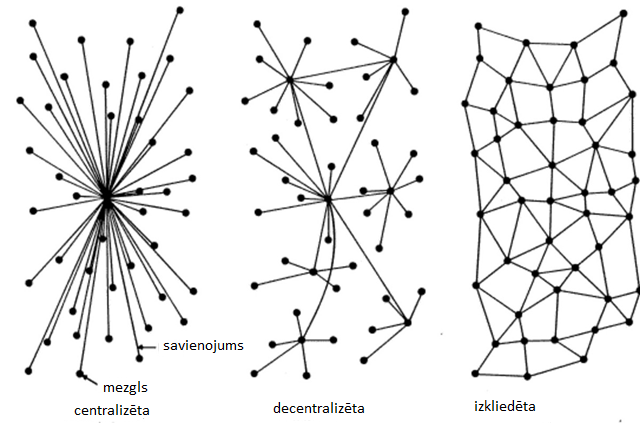 savienojums
mezgls
centralizēta
decentralizēta
izkliedēta